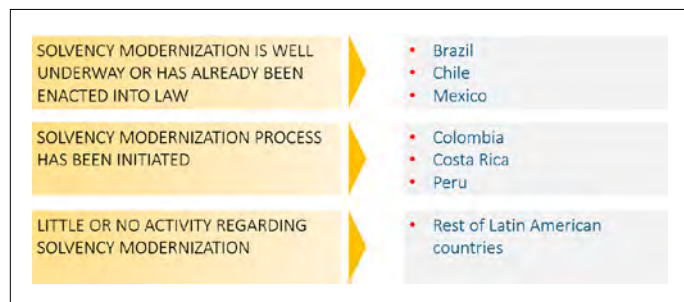 SOLVENCY MODERNIZATION IS WELL
UNDERWAY OR HAS ALREADY BEEN
ENACTED INTO LAW
• Brazil
• Chile
• Mexico
SOLVENCY MODERNIZATION PROCESS
HAS BEEN INITIATED
• Colombia
• Costa Rica
• Peru
LITTLE OR NO ACTIVITY REGARDING
SOLVENCY MODERNIZATION
• Rest of Latin American
countries